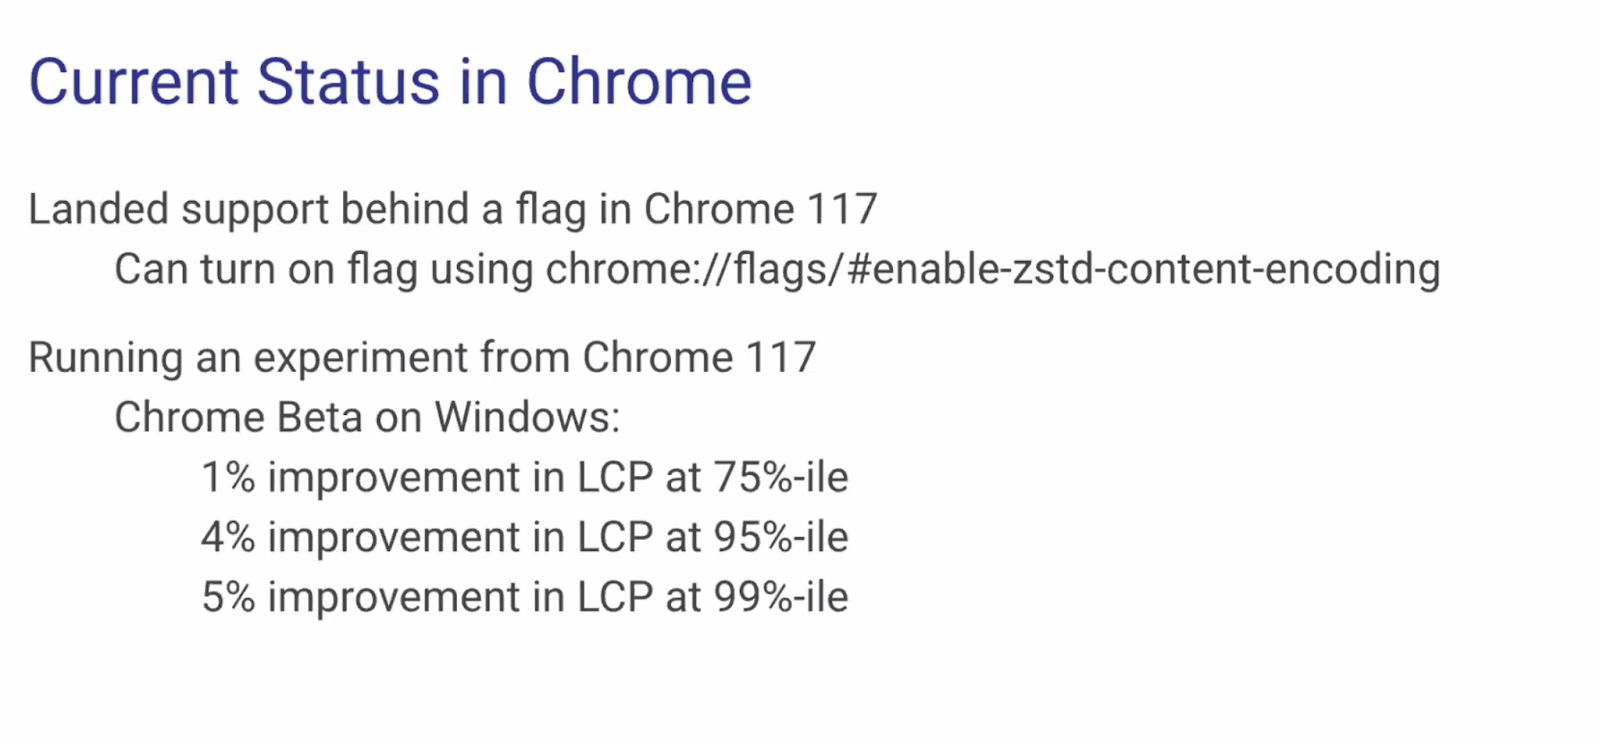 Current Status in Chrome
Landed support behind a flag in Chrome 117
Can turn on flag using chrome://flags/#enable-zstd-content-encoding
Running an experiment from Chrome 117
Chrome Beta on Windows:
1% improvement in LCP at 75%-ile
4% improvement in LCP at 95%-ile
5% improvement in LCP at 99%-ile